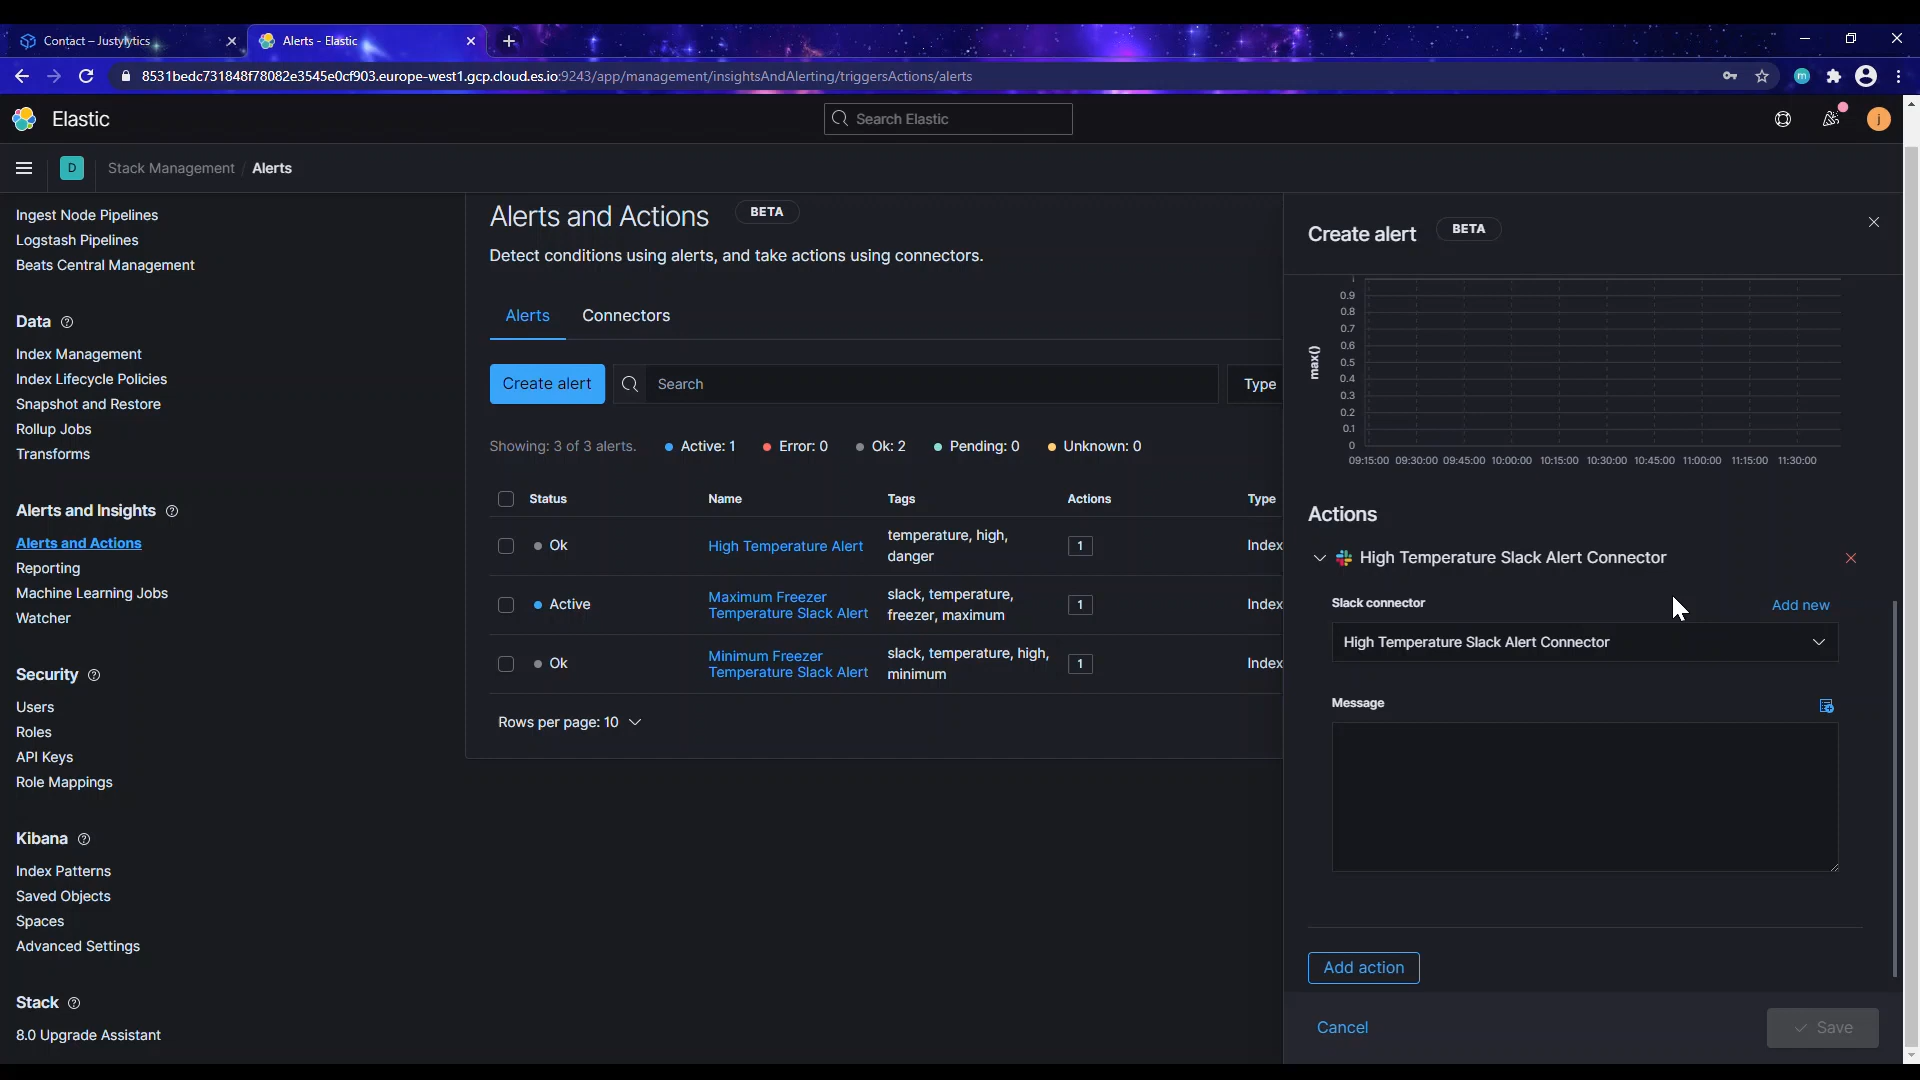 Contact – Justylytics
Alerts - Elastic
8531bedc731848f78082e3545e0cf903.europe-west1.gcp.cloud.es.io:9243/app/management/insightsAndAlerting/triggersActions/alerts
m
Elastic
Search Elastic
j
D
Stack Management / Alerts
Ingest Node Pipelines
Logstash Pipelines
Beats Central Management
Data
Index Management
Index Lifecycle Policies
Snapshot and Restore
Rollup Jobs
Transforms
Alerts and Insights
Alerts and Actions
Reporting
Machine Learning Jobs
Watcher
Security
Users
Roles
API Keys
Role Mappings
Kibana
Index Patterns
Saved Objects
Spaces
Advanced Settings
Stack
8.0 Upgrade Assistant
Alerts and Actions BETA
Detect conditions using alerts, and take actions using connectors.
Alerts Connectors
Create alert Search Type
Showing: 3 of 3 alerts. Active: 1 Error: 0 Ok: 2 Pending: 0 Unknown: 0
Status Name Tags Actions Type
Ok High Temperature Alert temperature, high, 1 Index
danger
Active Maximum Freezer slack, temperature, 1 Index
Temperature Slack Alert freezer, maximum
Ok Minimum Freezer slack, temperature, high, 1 Index
Temperature Slack Alert minimum
Rows per page: 10
Create alert BETA
max()
0.9
0.8
0.7
0.6
0.5
0.4
0.3
0.2
0.1
0
09:15:00 09:30:00 09:45:00 10:00:00 10:15:00 10:30:00 10:45:00 11:00:00 11:15:00 11:30:00
Actions
High Temperature Slack Alert Connector
Slack connector Add new
High Temperature Slack Alert Connector
Message
Add action
Cancel Save